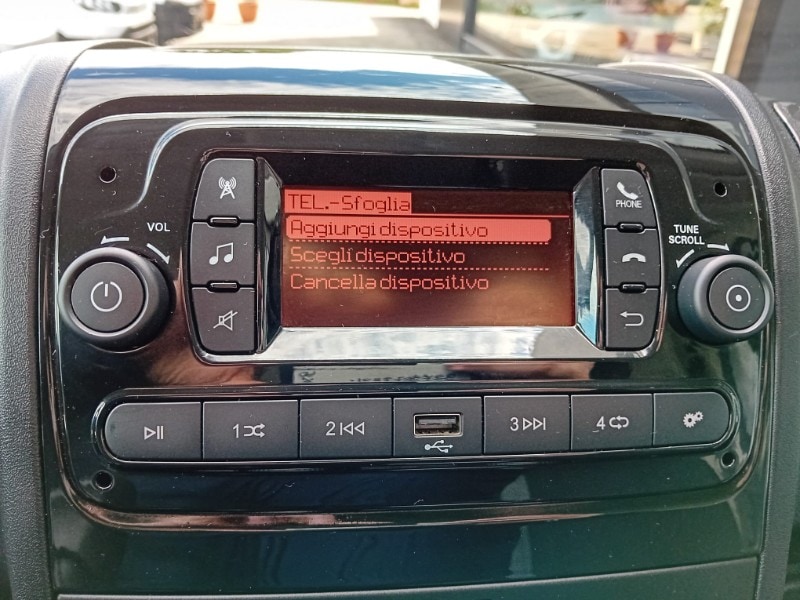 TEL.-Sfoglia
Aggiungi dispositivo
Scegli dispositivo
Cancella dispositivo
VOL
PHONE
TUNE
SCROLL
1
2
3
4